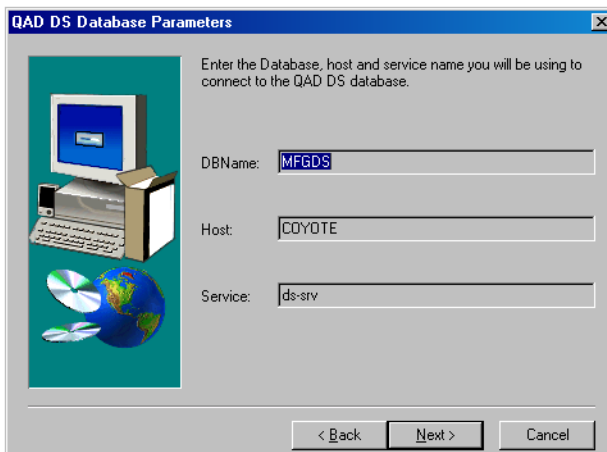 QAD DS Database Parameters
Enter the Database, host and service name you will be using to
connect to the QAD DS database.
DBName: MFGDS
Host: COYOTE
Service: ds-srv
< Back Next > Cancel